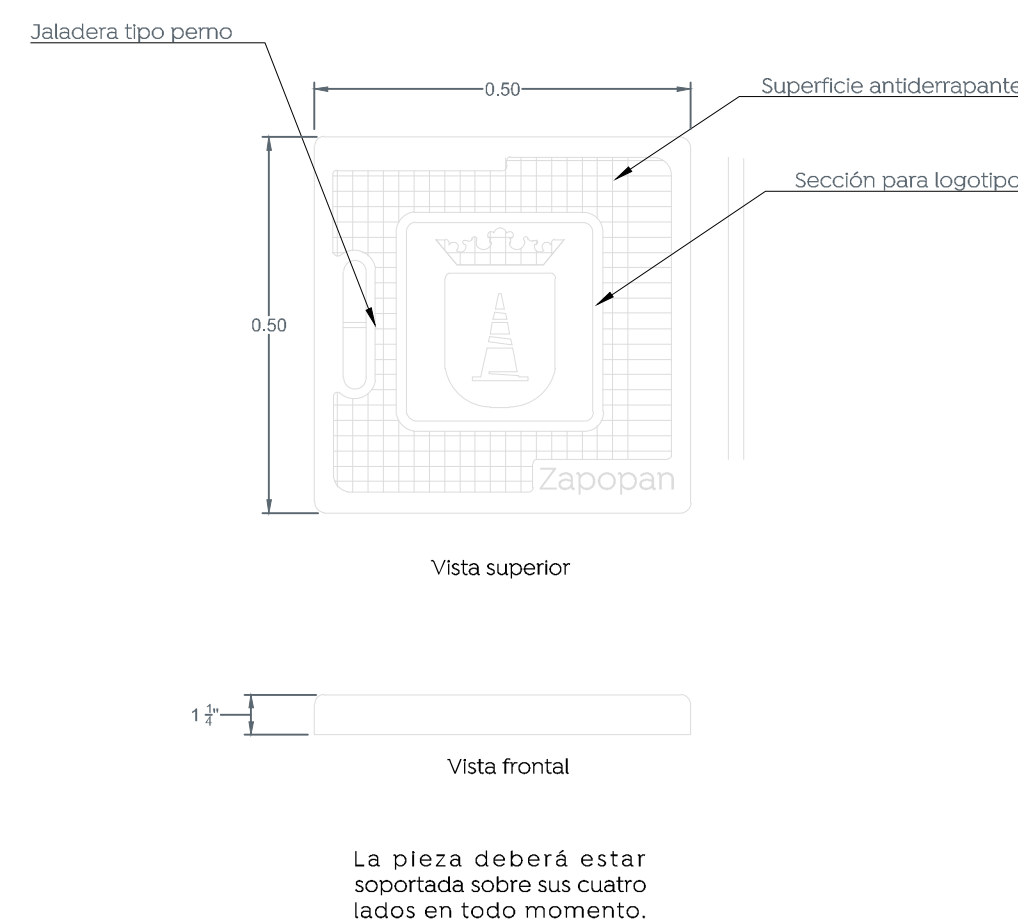 Jaladera tipo perno
0.50
Superficie antiderrapante
Sección para logotipo
0.50
Zapopan
Vista superior
1 1/4"
Vista frontal
La pieza deberá estar
soportada sobre sus cuatro
lados en todo momento.